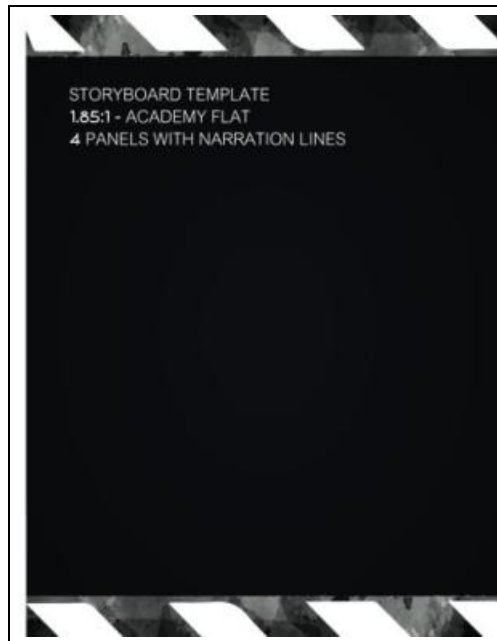 STORYBOARD TEMPLATE
1.85:1 - ACADEMY FLAT
4 PANELS WITH NARRATION LINES